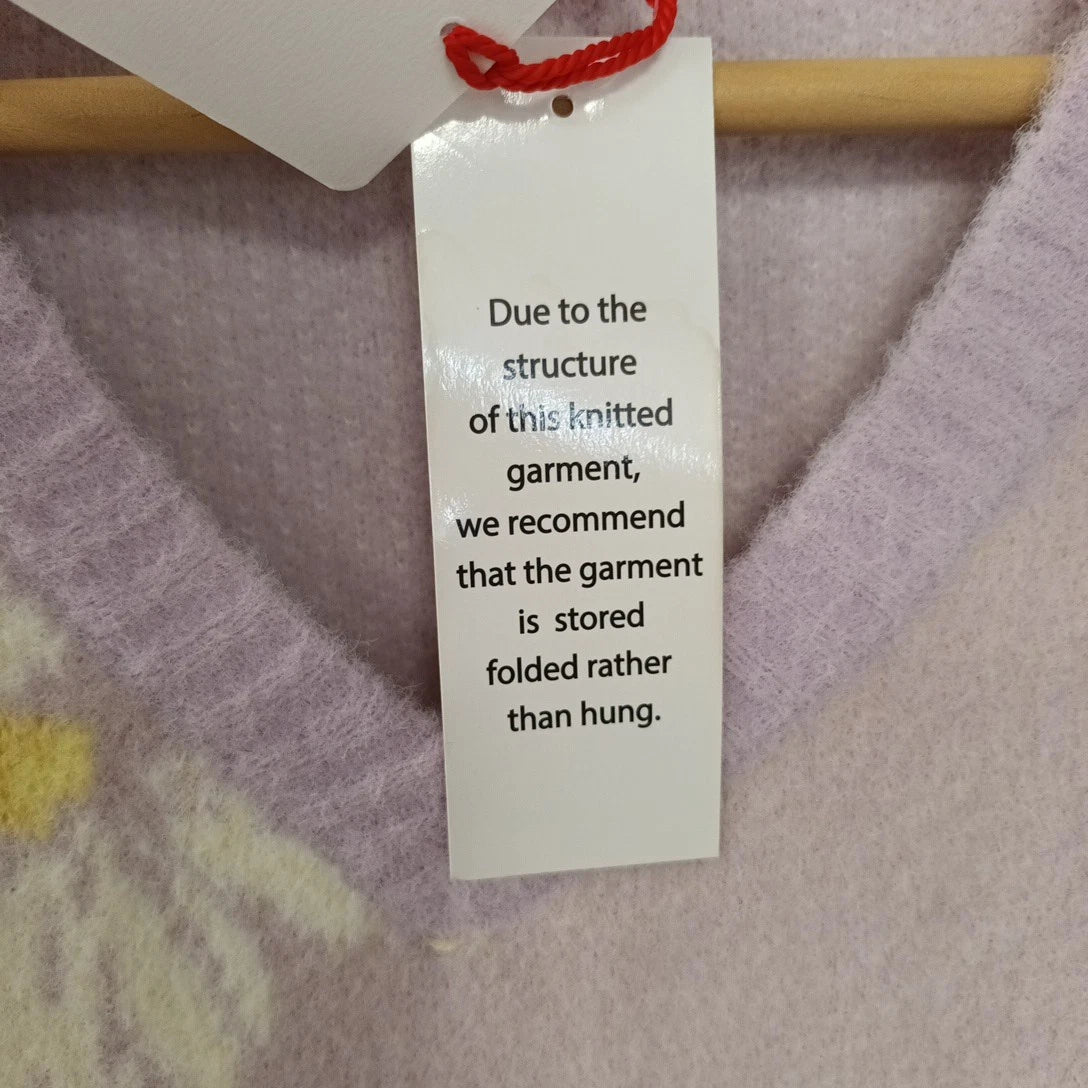 Due to the
structure
of this knitted
garment,
we recommend
that the garment
is stored
folded rather
than hung.